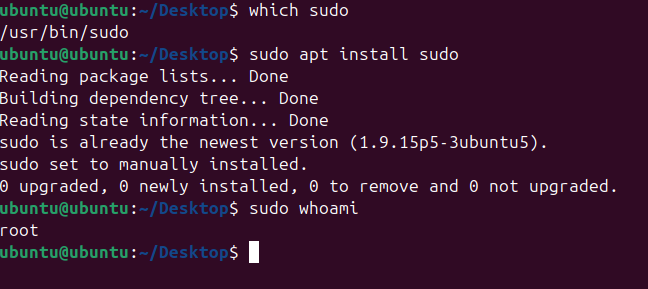 ubuntu@ubuntu:~/Desktop$ which sudo
/usr/bin/sudo
ubuntu@ubuntu:~/Desktop$ sudo apt install sudo
Reading package lists... Done
Building dependency tree... Done
Reading state information... Done
sudo is already the newest version (1.9.15p5-3ubuntu5).
sudo set to manually installed.
0 upgraded, 0 newly installed, 0 to remove and 0 not upgraded.
ubuntu@ubuntu:~/Desktop$ sudo whoami
root
ubuntu@ubuntu:~/Desktop$